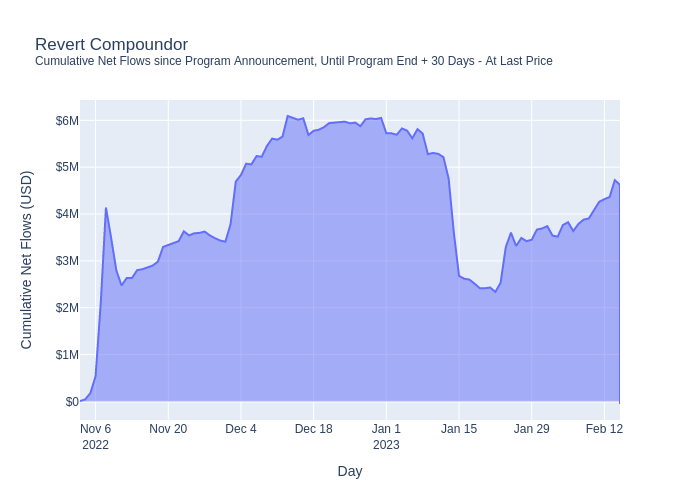 Revert Compoundor
Cumulative Net Flows since Program Announcement, Until Program End + 30 Days - At Last Price
Cumulative Net Flows (USD)
$6M
$5M
$4M
$3M
$2M
$1M
$0
Nov 6 Nov 20 Dec 4 Dec 18 Jan 1 Jan 15 Jan 29 Feb 12
2022 2023
Day